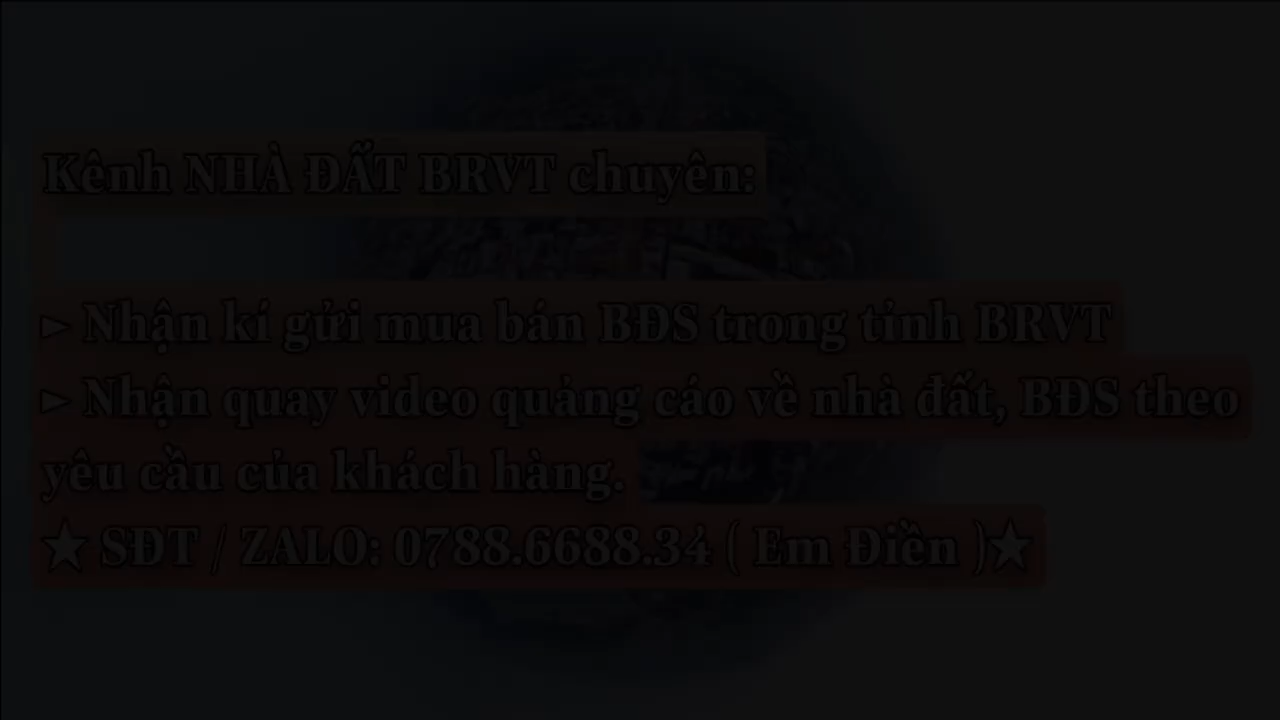 Kênh NHÀ ĐẤT BRVT chuyên:
► Nhận kí gửi mua bán BĐS trong tỉnh BRVT
► Nhận quay video quảng cáo về nhà đất, BĐS theo
yêu cầu của khách hàng.
★ SĐT / ZALO: 0788.6688.34 ( Em Điền )★